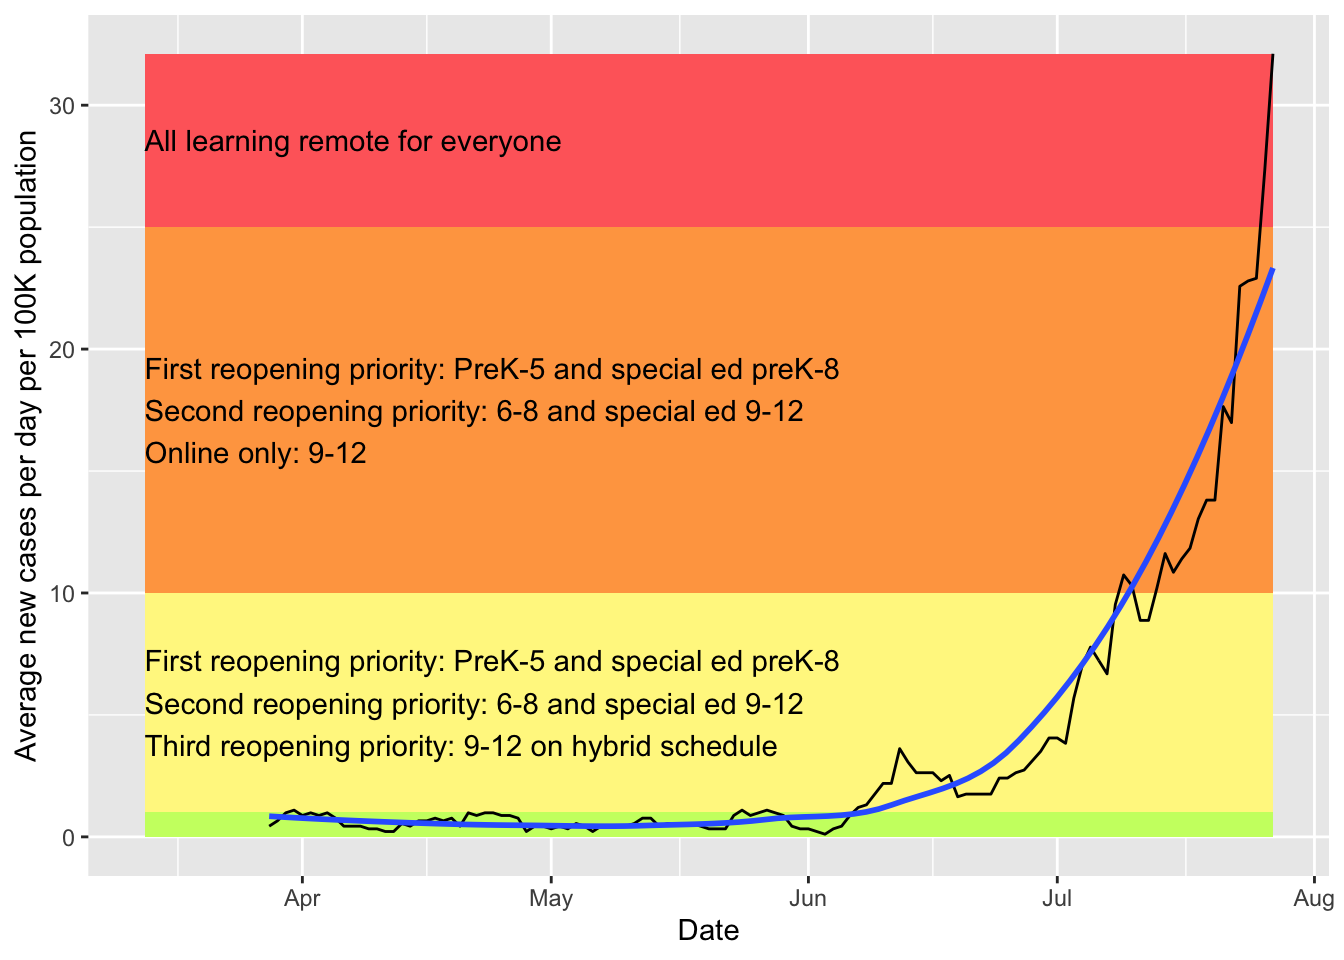 Average new cases per day per 100K population
30
20
10
0
All learning remote for everyone
First reopening priority: PreK-5 and special ed preK-8
Second reopening priority: 6-8 and special ed 9-12
Online only: 9-12
First reopening priority: PreK-5 and special ed preK-8
Second reopening priority: 6-8 and special ed 9-12
Third reopening priority: 9-12 on hybrid schedule
Apr May Jun Jul Aug
Date